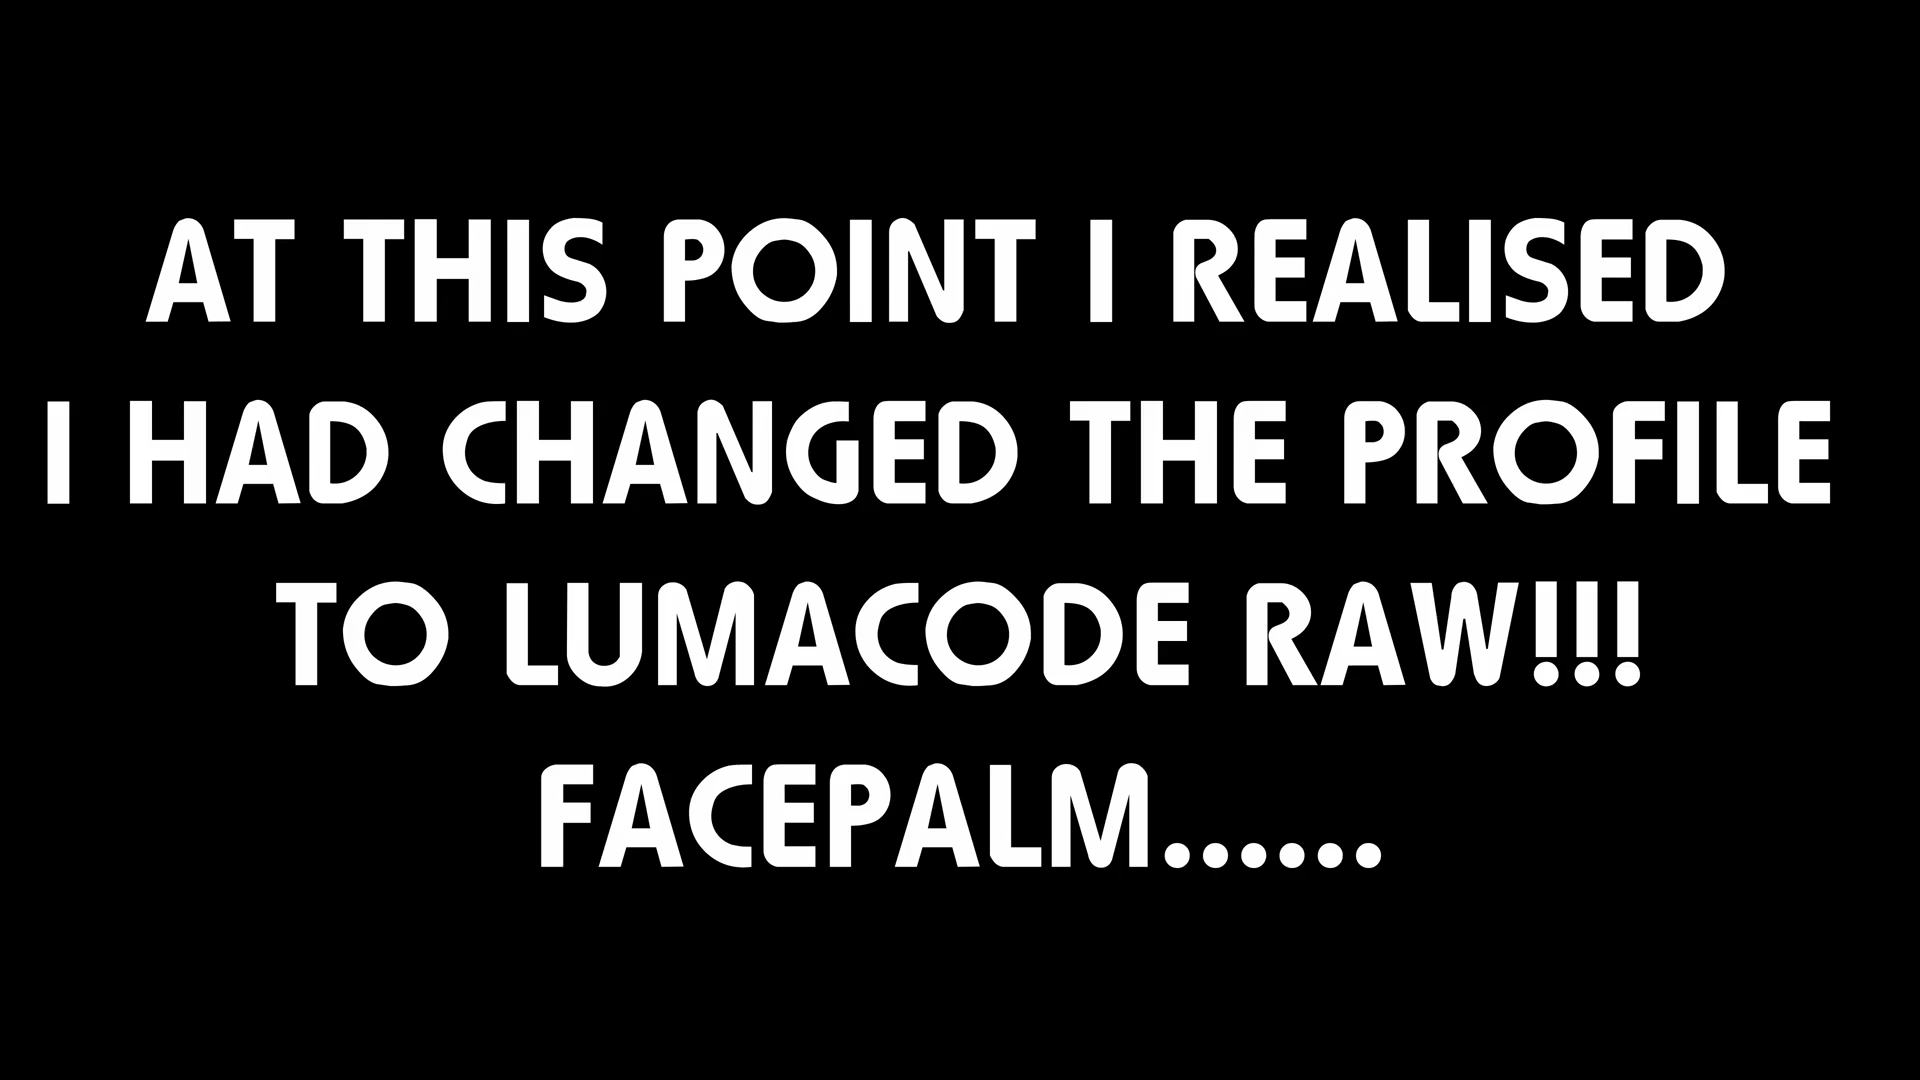 AT THIS POINT I REALISED
I HAD CHANGED THE PROFILE
TO LUMACODE RAW!!!
FACEPALM......